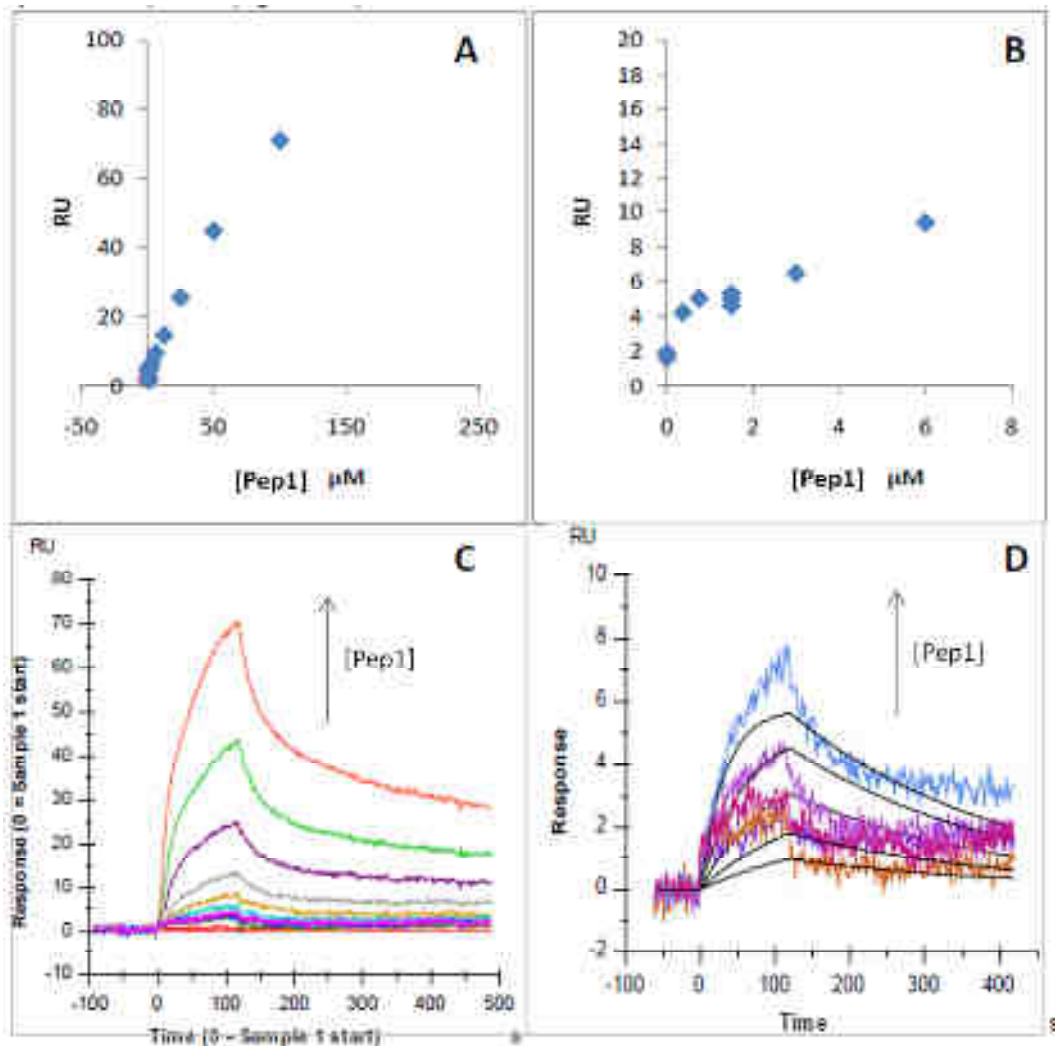 A
100
80
60
40
20
0
RU
-50 50 150 250
[Pep1] µM
B
20
18
16
14
12
10
8
6
4
2
0
RU
0 2 4 6 8
[Pep1] µM
RU
C
80
70
60
50
40
30
20
10
0
-10
Response (0 = Sample 1 start)
[Pep1]
-100 0 100 200 300 400 500
Time (0 = Sample 1 start)
s
RU
D
10
8
6
4
2
0
-2
Response
[Pep1]
-100 0 100 200 300 400
Time
s